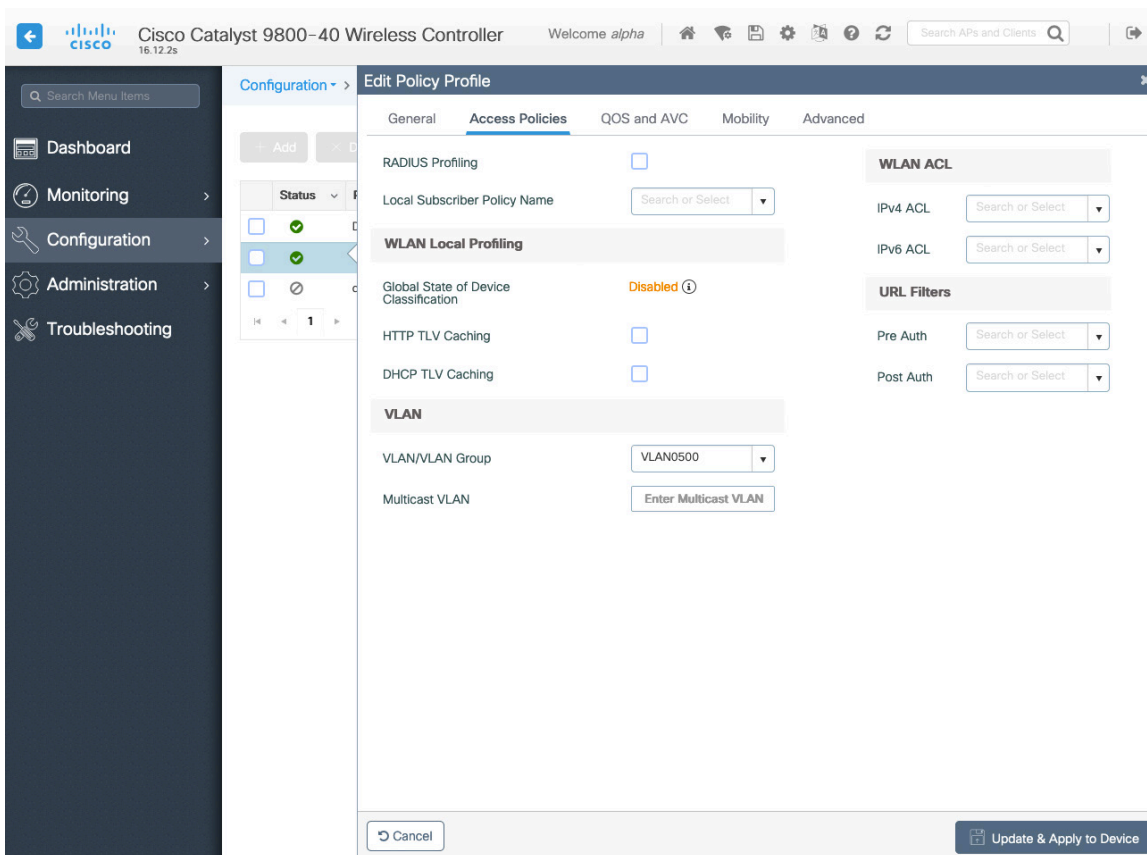 CISCO
Cisco Catalyst 9800-40 Wireless Controller
16.12.2s
Welcome alpha
Search APs and Clients
Search Menu Items
Dashboard
Monitoring
Configuration
Administration
Troubleshooting
Configuration >
+ Add
Status
1
Edit Policy Profile
General Access Policies QOS and AVC Mobility Advanced
RADIUS Profiling
Local Subscriber Policy Name Search or Select
WLAN Local Profiling
Global State of Device
Classification
Disabled
HTTP TLV Caching
DHCP TLV Caching
VLAN
VLAN/VLAN Group VLAN0500
Multicast VLAN Enter Multicast VLAN
WLAN ACL
IPv4 ACL Search or Select
IPv6 ACL Search or Select
URL Filters
Pre Auth Search or Select
Post Auth Search or Select
Cancel
Update & Apply to Device